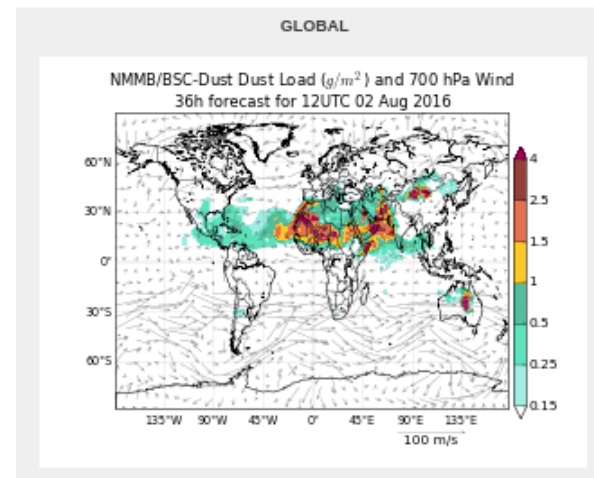 GLOBAL
NMMB/BSC-Dust Dust Load (g/m²) and 700 hPa Wind
36h forecast for 12UTC 02 Aug 2016
60°N
30°N
0°
30°S
60°S
135°W 90°W 45°W 0° 45°E 90°E 135°E
100 m/s
4
2.5
1.5
1
0.5
0.25
0.15